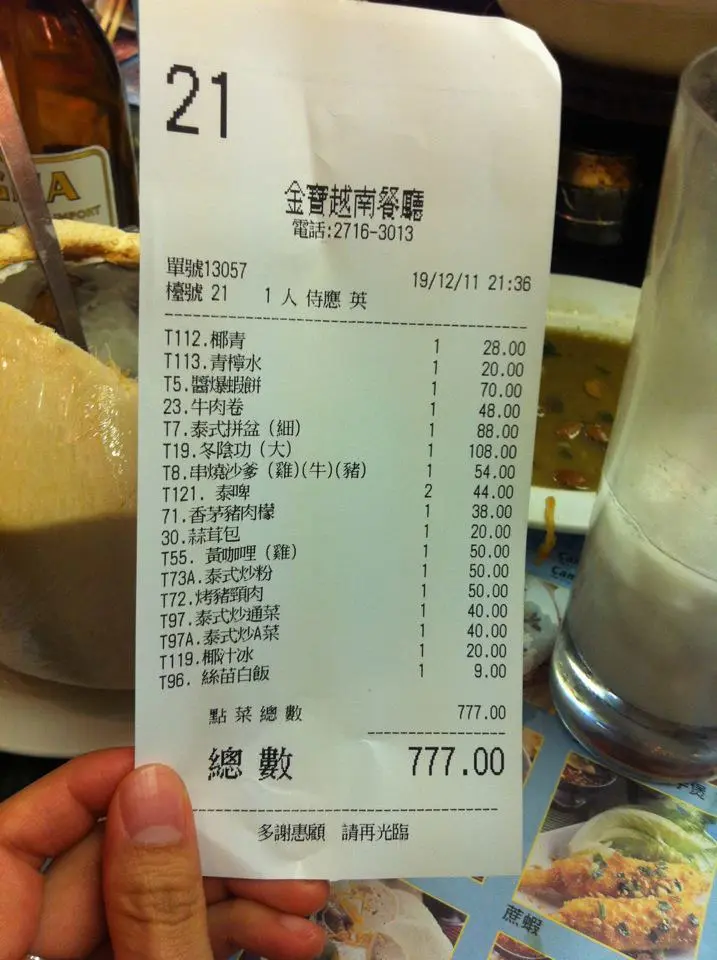 21
金寶越南餐廳
電話:2716-3013
單號13057 19/12/11 21:36
檯號 21 1 人 侍應 英
T112.椰青 1 28.00
T113.青檸水 1 20.00
T5.醬爆蝦餅 1 70.00
23.牛肉卷 1 48.00
T7.泰式拼盆(細) 1 88.00
T19.冬陰功(大) 1 108.00
T8.串燒沙爹(雞)(牛)(豬) 1 54.00
T121. 泰啤 2 44.00
71.香茅豬肉檬 1 38.00
30.蒜茸包 1 20.00
T55. 黃咖哩(雞) 1 50.00
T73A.泰式炒粉 1 50.00
T72.烤豬頸肉 1 50.00
T97.泰式炒通菜 1 40.00
T97A.泰式炒A菜 1 40.00
T119.椰汁冰 1 20.00
T96. 絲苗白飯 1 9.00
點菜總數 777.00
總數 777.00
多謝惠顧 請再光臨
蔗蝦